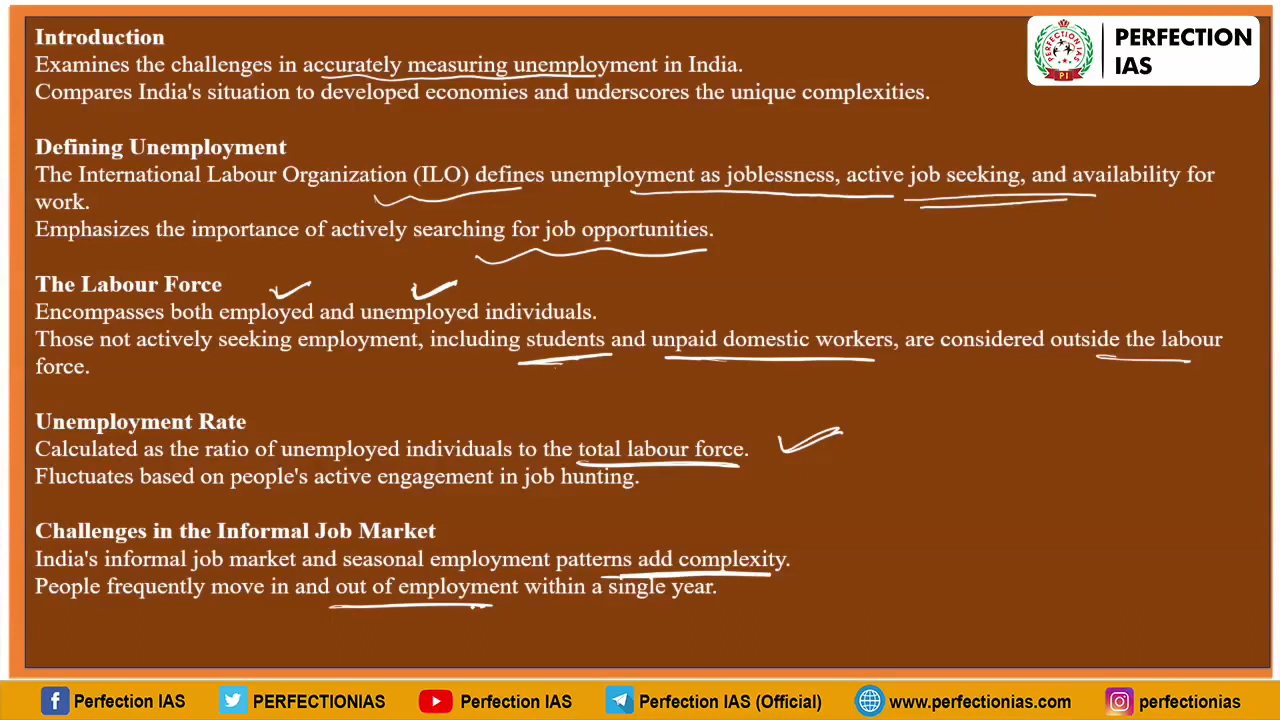 Introduction
Examines the challenges in accurately measuring unemployment in India.
Compares India's situation to developed economies and underscores the unique complexities.
PERFECTION
IAS
PERFECTION IAS
PI
Defining Unemployment
The International Labour Organization (ILO) defines unemployment as joblessness, active job seeking, and availability for
work.
Emphasizes the importance of actively searching for job opportunities.
The Labour Force
Encompasses both employed and unemployed individuals.
Those not actively seeking employment, including students and unpaid domestic workers, are considered outside the labour
force.
Unemployment Rate
Calculated as the ratio of unemployed individuals to the total labour force.
Fluctuates based on people's active engagement in job hunting.
Challenges in the Informal Job Market
India's informal job market and seasonal employment patterns add complexity.
People frequently move in and out of employment within a single year.
Perfection IAS PERFECTIONIAS Perfection IAS Perfection IAS (Official) www.perfectionias.com perfectionias